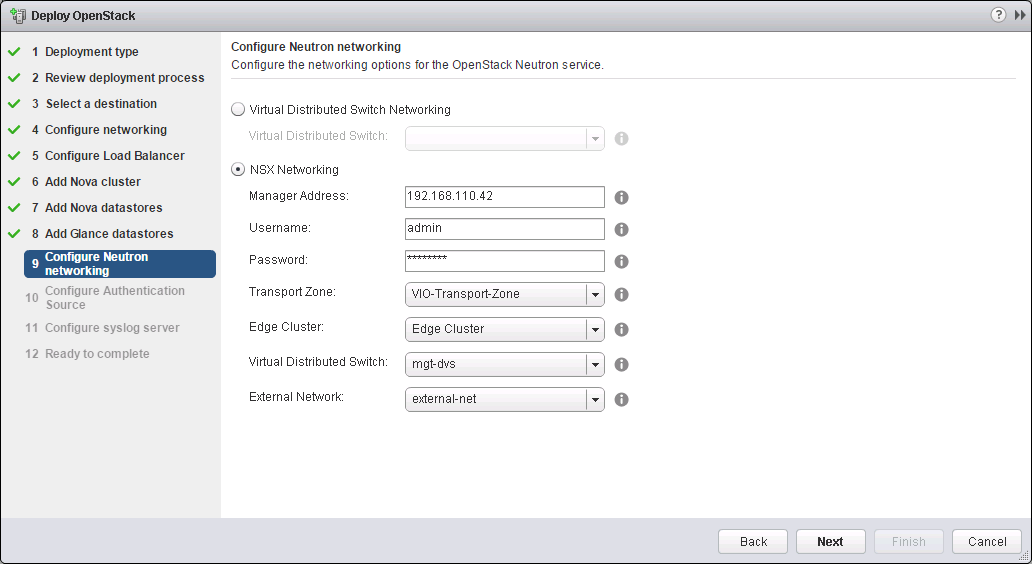 Deploy OpenStack
1 Deployment type
2 Review deployment process
3 Select a destination
4 Configure networking
5 Configure Load Balancer
6 Add Nova cluster
7 Add Nova datastores
8 Add Glance datastores
9 Configure Neutron
networking
10 Configure Authentication
Source
11 Configure syslog server
12 Ready to complete
Configure Neutron networking
Configure the networking options for the OpenStack Neutron service.
Virtual Distributed Switch Networking
Virtual Distributed Switch:
NSX Networking
Manager Address: 192.168.110.42
Username: admin
Password: ********
Transport Zone: VIO-Transport-Zone
Edge Cluster: Edge Cluster
Virtual Distributed Switch: mgt-dvs
External Network: external-net
Back Next Finish Cancel